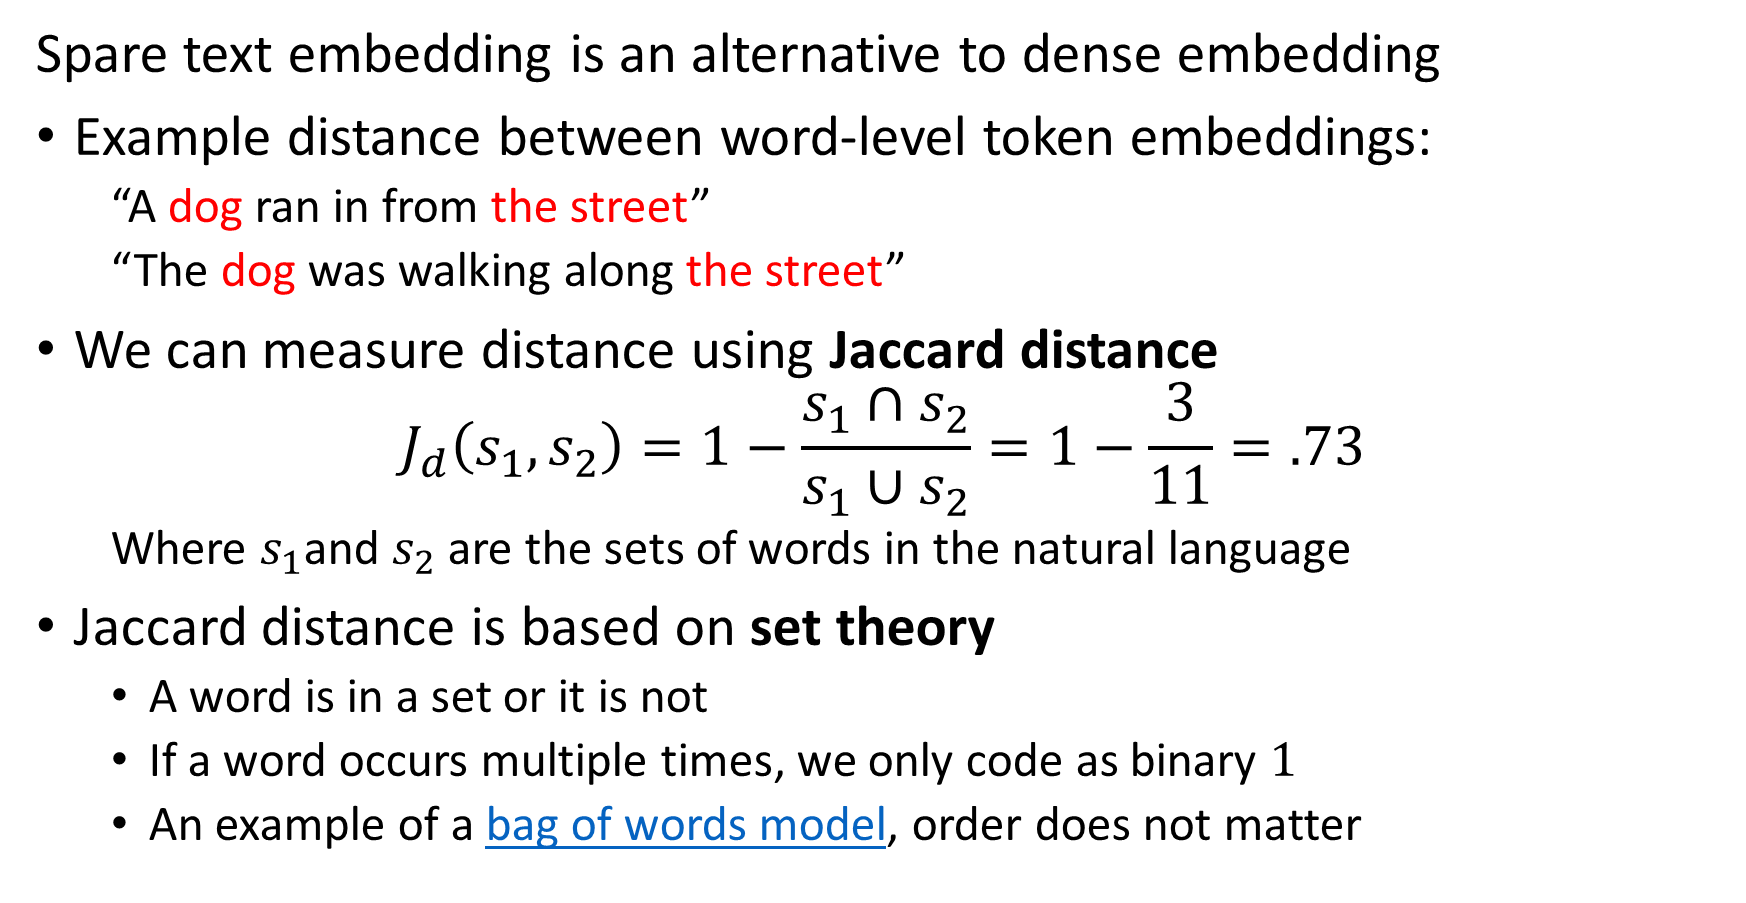 Spare text embedding is an alternative to dense embedding
• Example distance between word-level token embeddings:
“A dog ran in from the street”
“The dog was walking along the street”
• We can measure distance using Jaccard distance
J_d(s_1, s_2) = 1 − (s_1 ∩ s_2)/(s_1 ∪ s_2) = 1 − 3/11 = .73
Where s_1 and s_2 are the sets of words in the natural language
• Jaccard distance is based on set theory
• A word is in a set or it is not
• If a word occurs multiple times, we only code as binary 1
• An example of a bag of words model, order does not matter